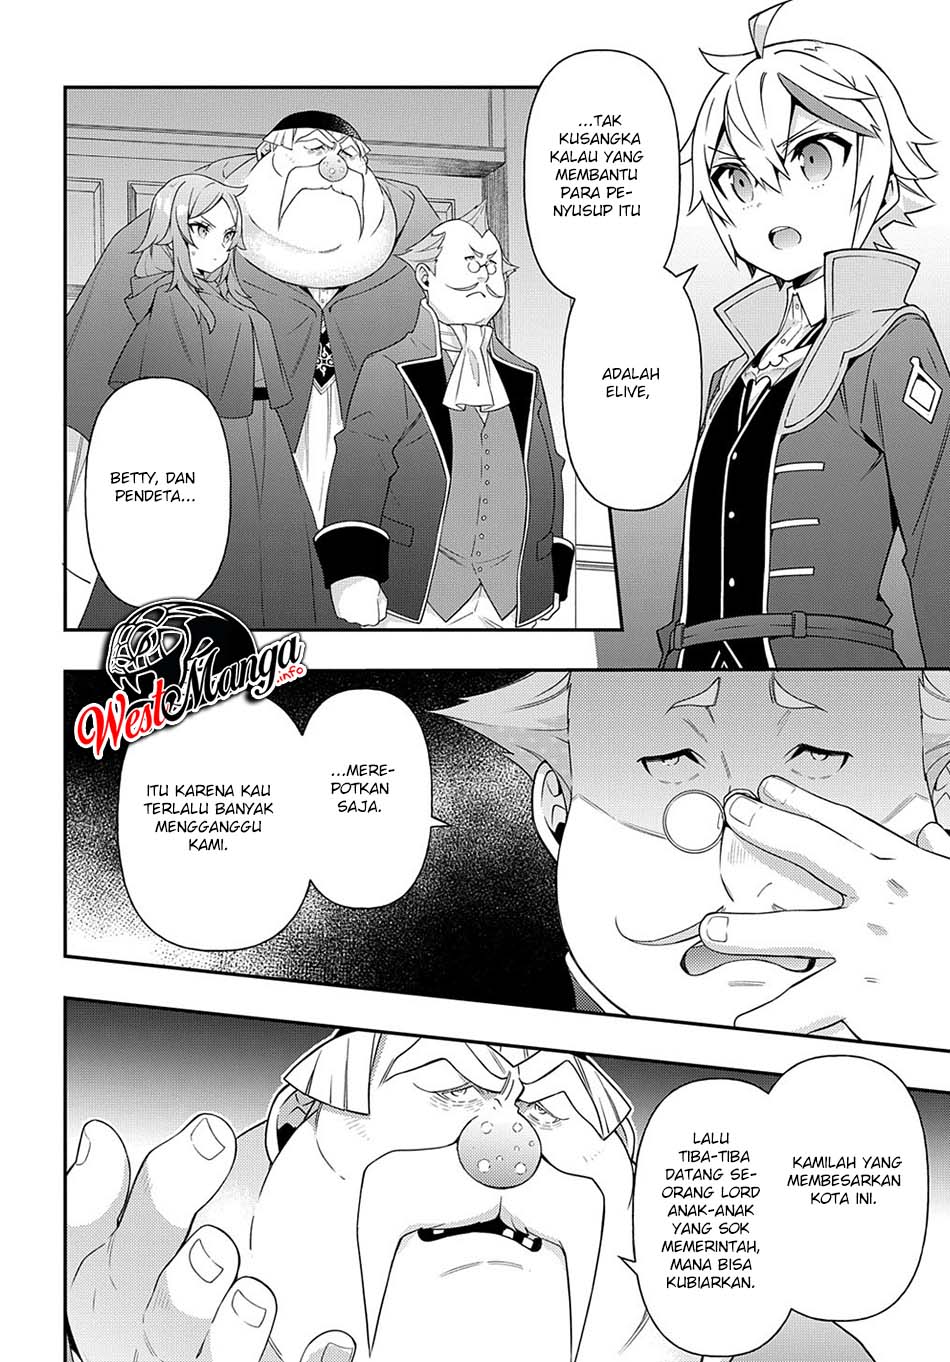 ...TAK
KUSANGKA
KALAU YANG
MEMBANTU
PARA PE-
NYUSUP ITU
ADALAH
ELIVE,
BETTY, DAN
PENDETA...
WestManga
.info
...MERE-
POTKAN
SAJA.
ITU KARENA KAU
TERLALU BANYAK
MENGGANGGU
KAMI.
KAMILAH YANG
MEMBESARKAN
KOTA INI.
LALU
TIBA-TIBA
DATANG SE-
ORANG LORD
ANAK-ANAK
YANG SOK
MEMERINTAH,
MANA BISA
KUBIARKAN.